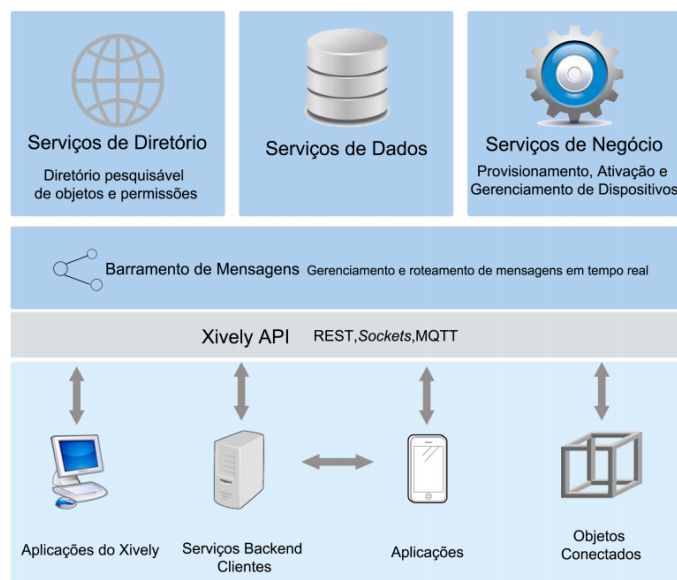 Serviços de Diretório
Diretório pesquisável
de objetos e permissões
Serviços de Dados
Serviços de Negócio
Provisionamento, Ativação e
Gerenciamento de Dispositivos
Barramento de Mensagens Gerenciamento e roteamento de mensagens em tempo real
Xively API REST,Sockets,MQTT
Aplicações do Xively
Serviços Backend
Clientes
Aplicações
Objetos
Conectados